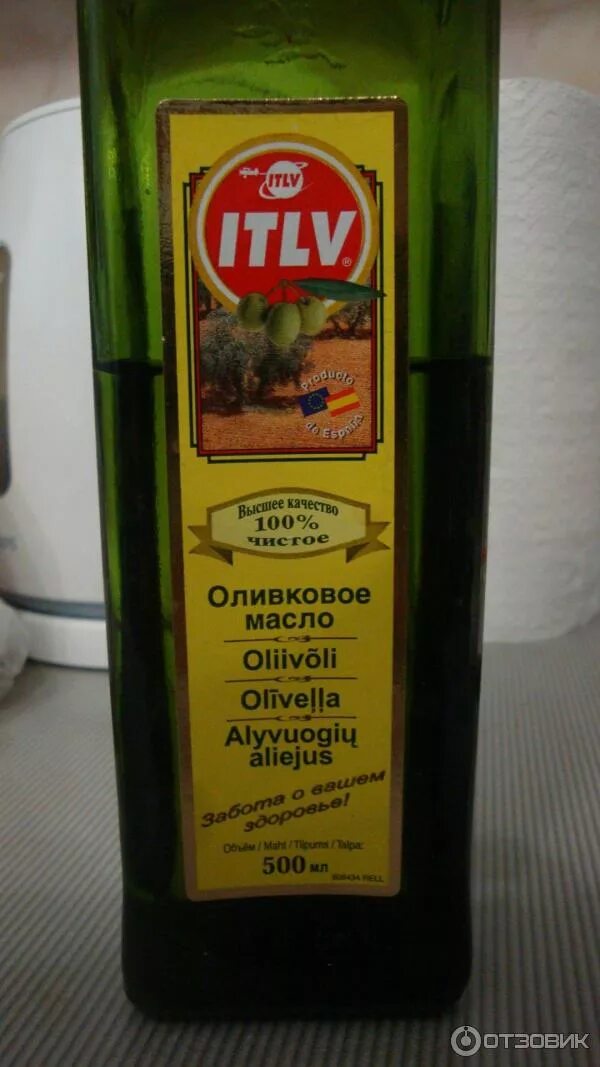 ITLV
ITLV®
producto
de España
Высшее качество
100%
чистое
Оливковое
масло
Oliivõli
Olīveļļa
Alyvuogių
aliejus
Забота о вашем
здоровье!
Объём / Maht / Tilpums / Talpa:
500 мл
ОТЗОВИК